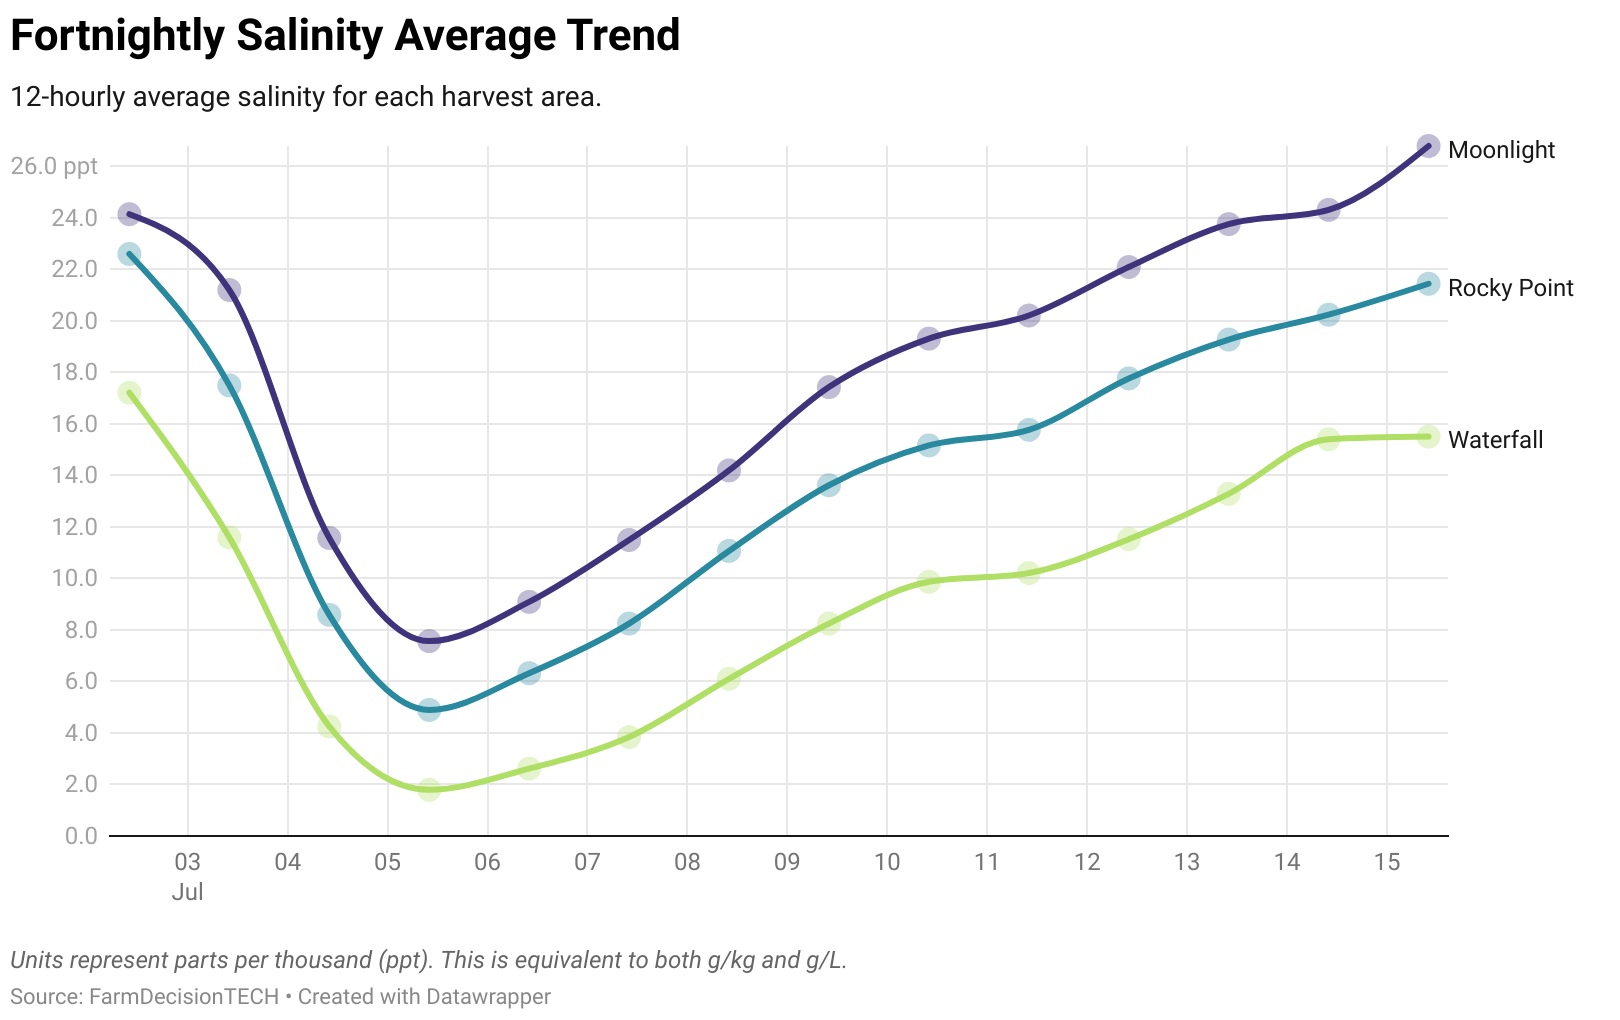 Fortnightly Salinity Average Trend
12-hourly average salinity for each harvest area.
26.0 ppt
24.0
22.0
20.0
18.0
16.0
14.0
12.0
10.0
8.0
6.0
4.0
2.0
0.0
Moonlight
Rocky Point
Waterfall
03 04 05 06 07 08 09 10 11 12 13 14 15
Jul
Units represent parts per thousand (ppt). This is equivalent to both g/kg and g/L.
Source: FarmDecisionTECH • Created with Datawrapper